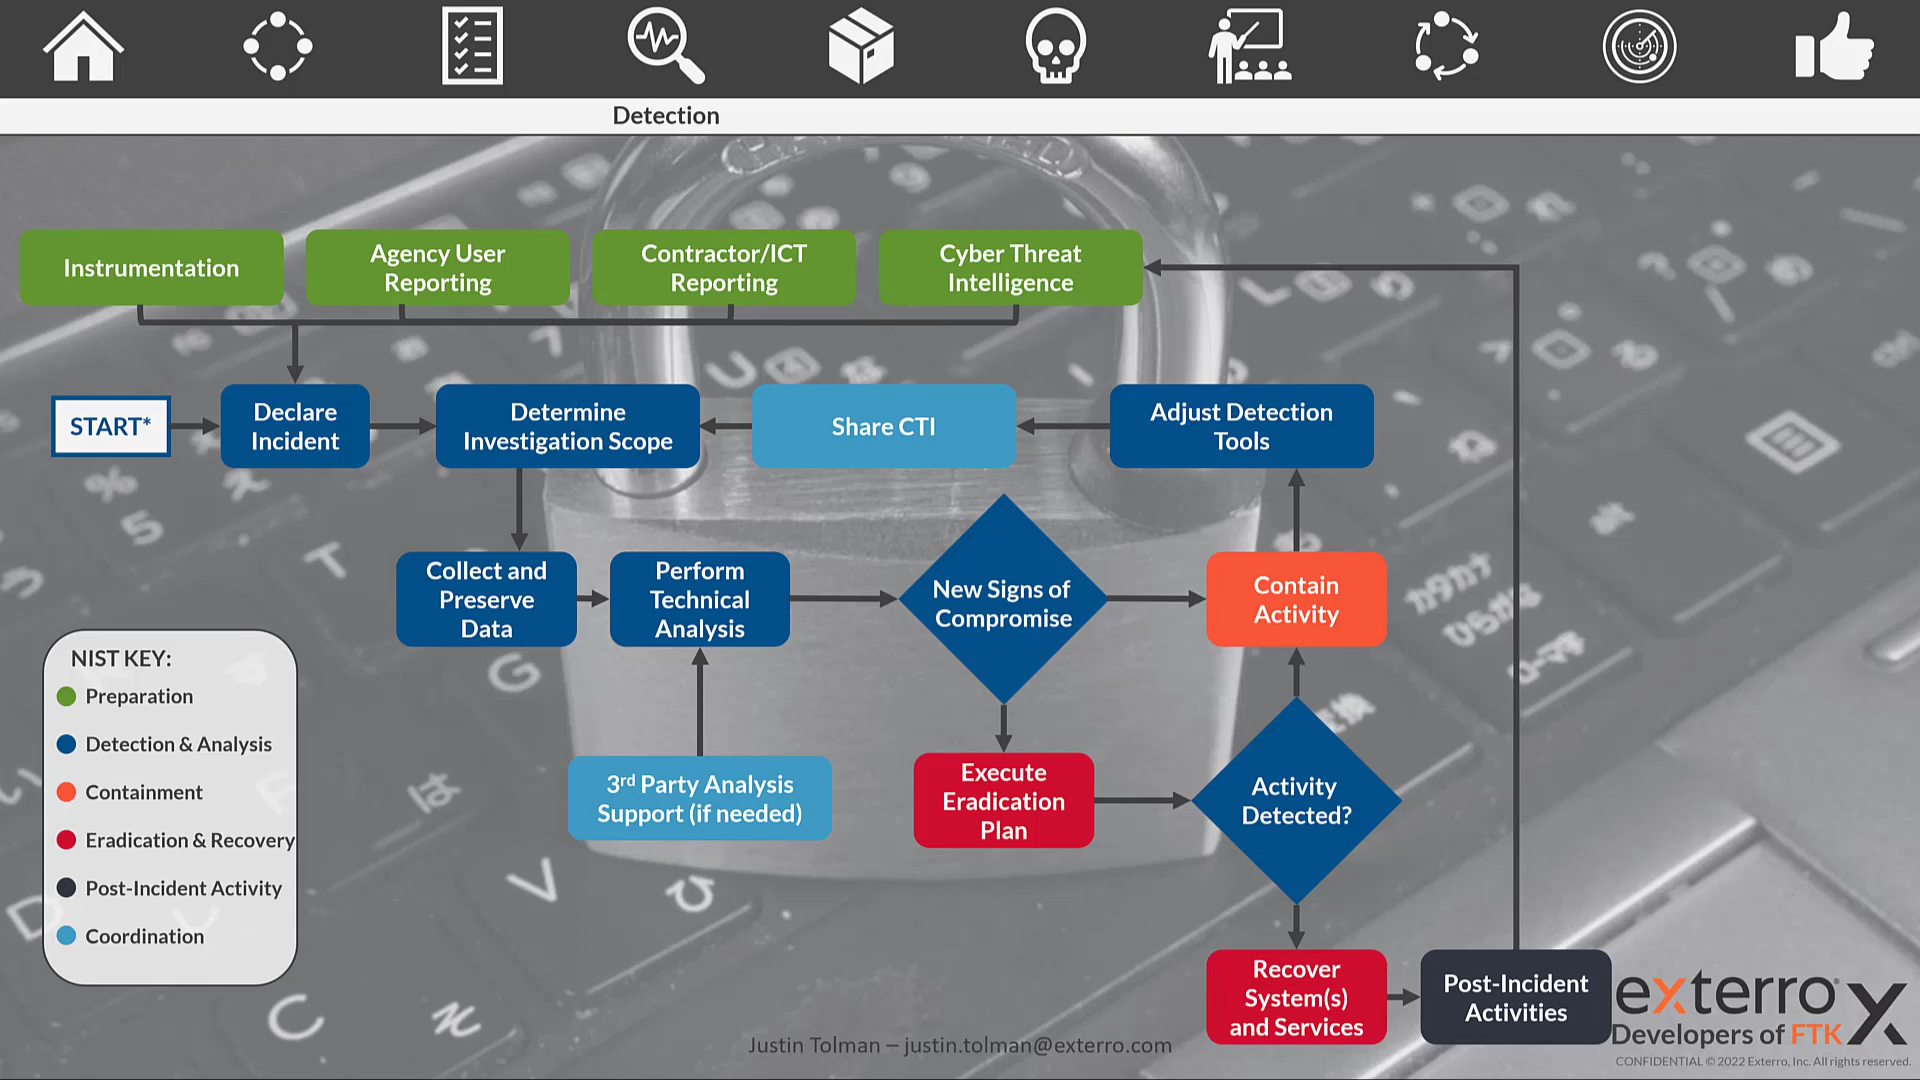 Detection
Instrumentation
Agency User
Reporting
Contractor/ICT
Reporting
Cyber Threat
Intelligence
START*
Declare
Incident
Determine
Investigation Scope
Share CTI
Adjust Detection
Tools
Collect and
Preserve
Data
Perform
Technical
Analysis
New Signs of
Compromise
Contain
Activity
NIST KEY:
Preparation
Detection & Analysis
Containment
Eradication & Recovery
Post-Incident Activity
Coordination
3rd Party Analysis
Support (if needed)
Execute
Eradication
Plan
Activity
Detected?
Recover
System(s)
and Services
Post-Incident
Activities
exterro®
Developers of FTK
Justin Tolman – justin.tolman@exterro.com
CONFIDENTIAL © 2022 Exterro, Inc. All rights reserved.